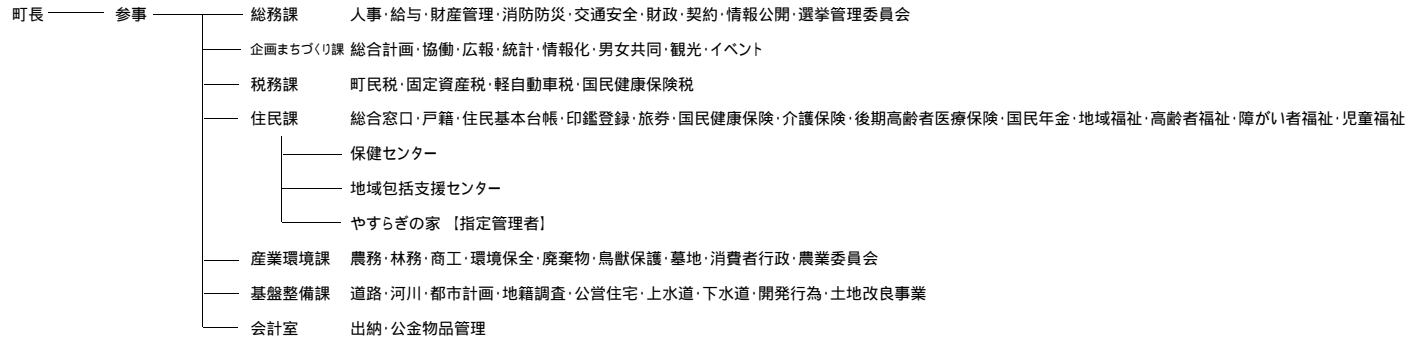 町長 参事 総務課 人事・給与・財産管理・消防防災・交通安全・財政・契約・情報公開・選挙管理委員会
企画まちづくり課 総合計画・協働・広報・統計・情報化・男女共同・観光・イベント
税務課 町民税・固定資産税・軽自動車税・国民健康保険税
住民課 総合窓口・戸籍・住民基本台帳・印鑑登録・旅券・国民健康保険・介護保険・後期高齢者医療保険・国民年金・地域福祉・高齢者福祉・障がい者福祉・児童福祉
保健センター
地域包括支援センター
やすらぎの家 【指定管理者】
産業環境課 農務・林務・商工・環境保全・廃棄物・鳥獣保護・墓地・消費者行政・農業委員会
基盤整備課 道路・河川・都市計画・地籍調査・公営住宅・上水道・下水道・開発行為・土地改良事業
会計室 出納・公金物品管理